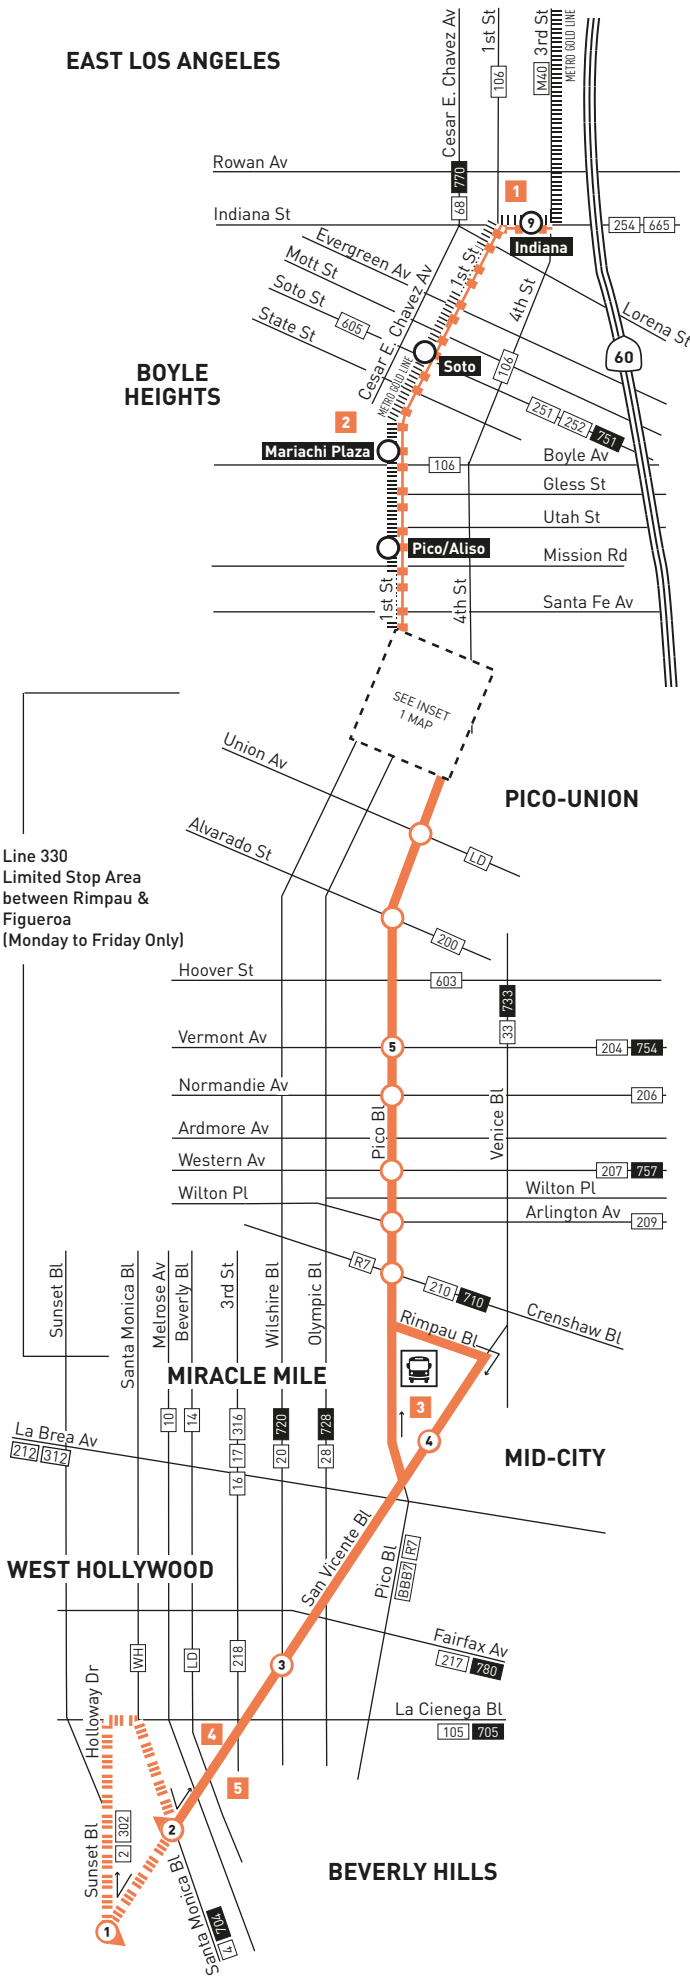 EAST LOS ANGELES
Cesar E. Chavez Av
1st St
3rd St
METRO GOLD LINE
106
M40
Rowan Av
770
68
1
Indiana St
9
254
665
Indiana
Evergreen Av
Mott St
Soto St
State St
605
Cesar E. Chavez Av
1st St
4th St
Lorena St
60
METRO GOLD LINE
Soto
106
BOYLE
HEIGHTS
251
252
751
2
Mariachi Plaza
106
Boyle Av
Gless St
Utah St
Pico/Aliso
Mission Rd
1st St
4th St
Santa Fe Av
SEE INSET
1 MAP
Union Av
PICO-UNION
Alvarado St
LD
Line 330
Limited Stop Area
between Rimpau &
Figueroa
(Monday to Friday Only)
200
Hoover St
603
733
33
Vermont Av
5
204
754
Normandie Av
206
Pico Bl
Venice Bl
Ardmore Av
Western Av
207
757
Wilton Pl
Wilton Pl
Arlington Av
209
R7
210
710
Crenshaw Bl
Sunset Bl
Santa Monica Bl
Melrose Av
Beverly Bl
3rd St
Wilshire Bl
Olympic Bl
Rimpau Bl
MIRACLE MILE
3
10
14
316
17
16
720
20
728
28
La Brea Av
212
312
4
MID-CITY
San Vicente Bl
Pico Bl
BBB7
R7
WEST HOLLYWOOD
Fairfax Av
217
780
WH
LD
218
3
Holloway Dr
La Cienega Bl
105
705
4
5
Sunset Bl
2
302
2
Santa Monica Bl
704
4
BEVERLY HILLS
1